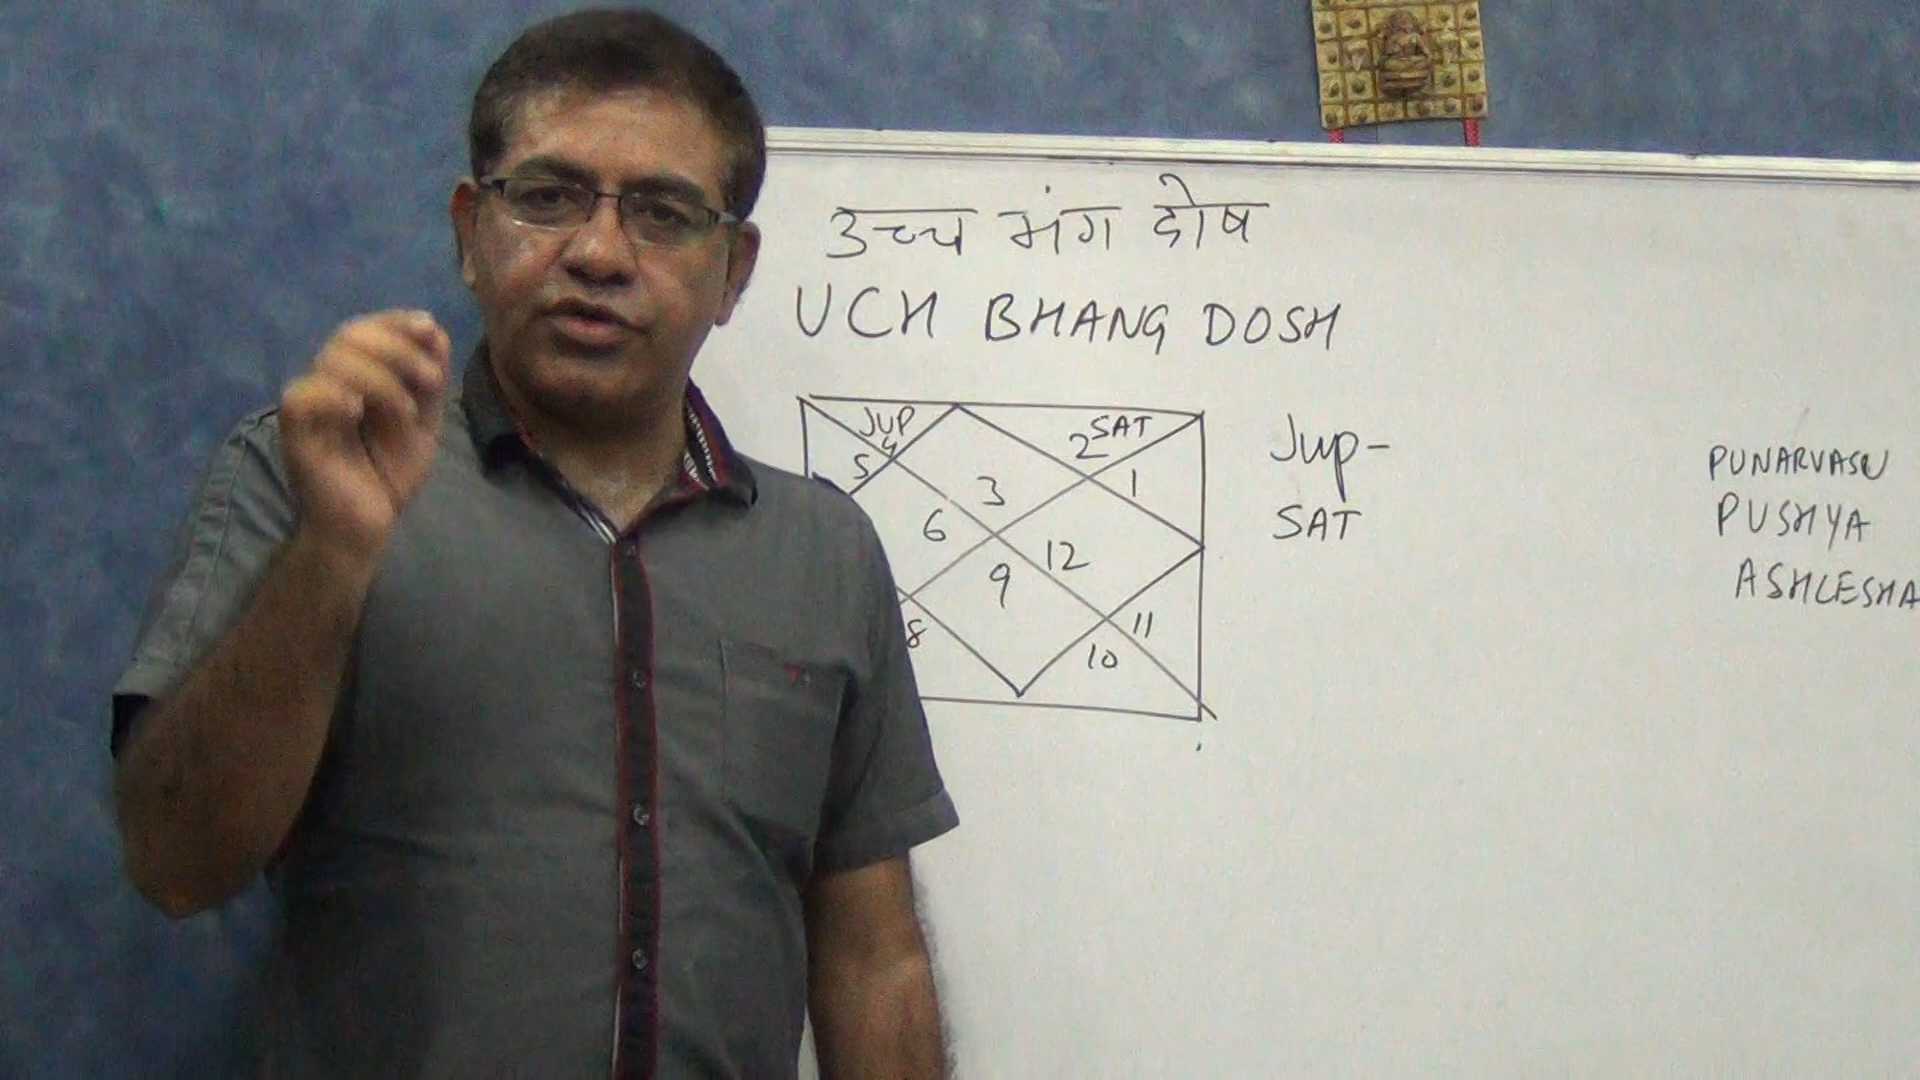 उच्च मंग दोष
UCH BHANG DOSH
JUP
4
5
SAT
2
1
3
6
12
9
8
11
10
Jup-
SAT
PUNARVASU
PUSHYA
ASHLESHA